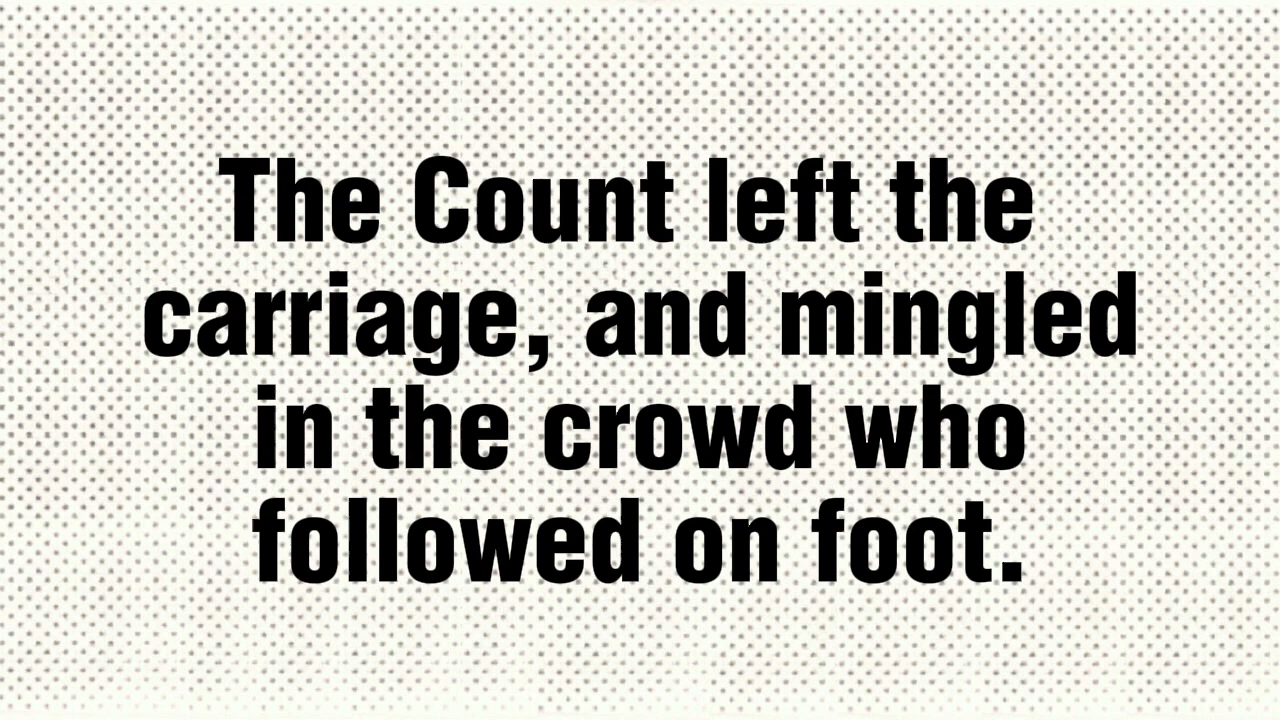 The Count left the
carriage, and mingled
in the crowd who
followed on foot.